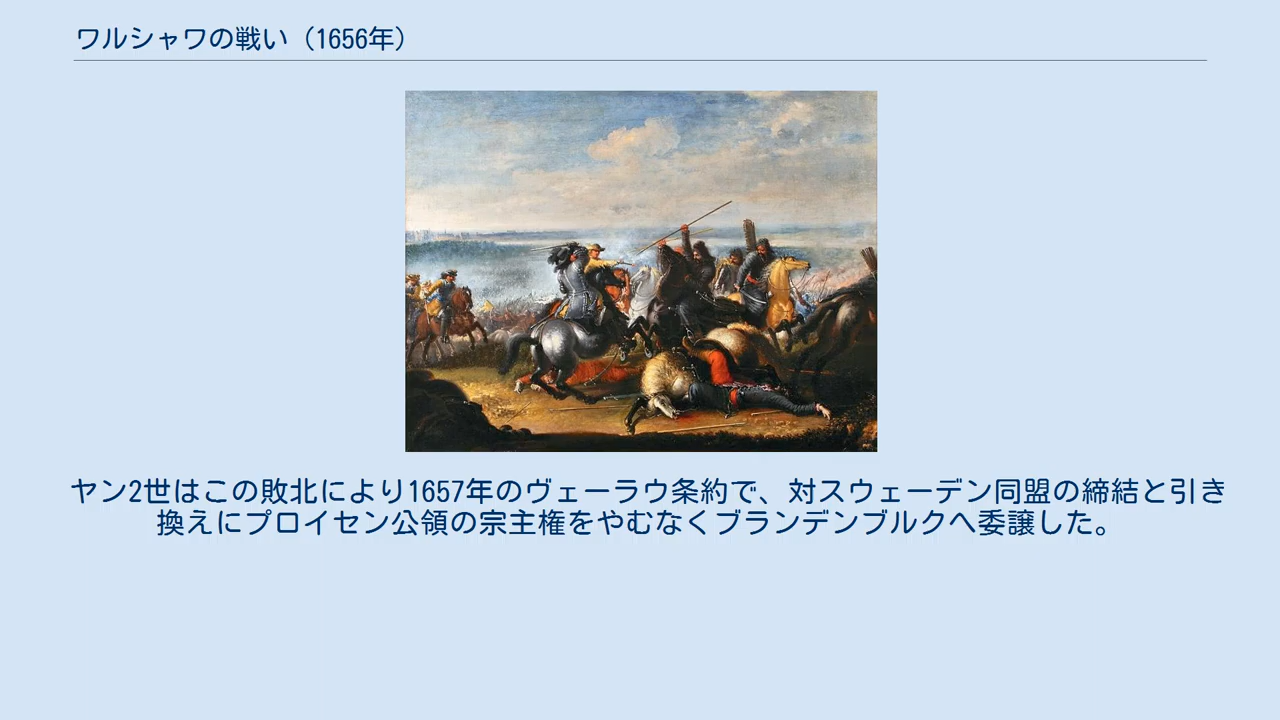 ワルシャワの戦い（1656年）
ヤン2世はこの敗北により1657年のヴェーラウ条約で、対スウェーデン同盟の締結と引き
換えにプロイセン公領の宗主権をやむなくブランデンブルクへ委譲した。